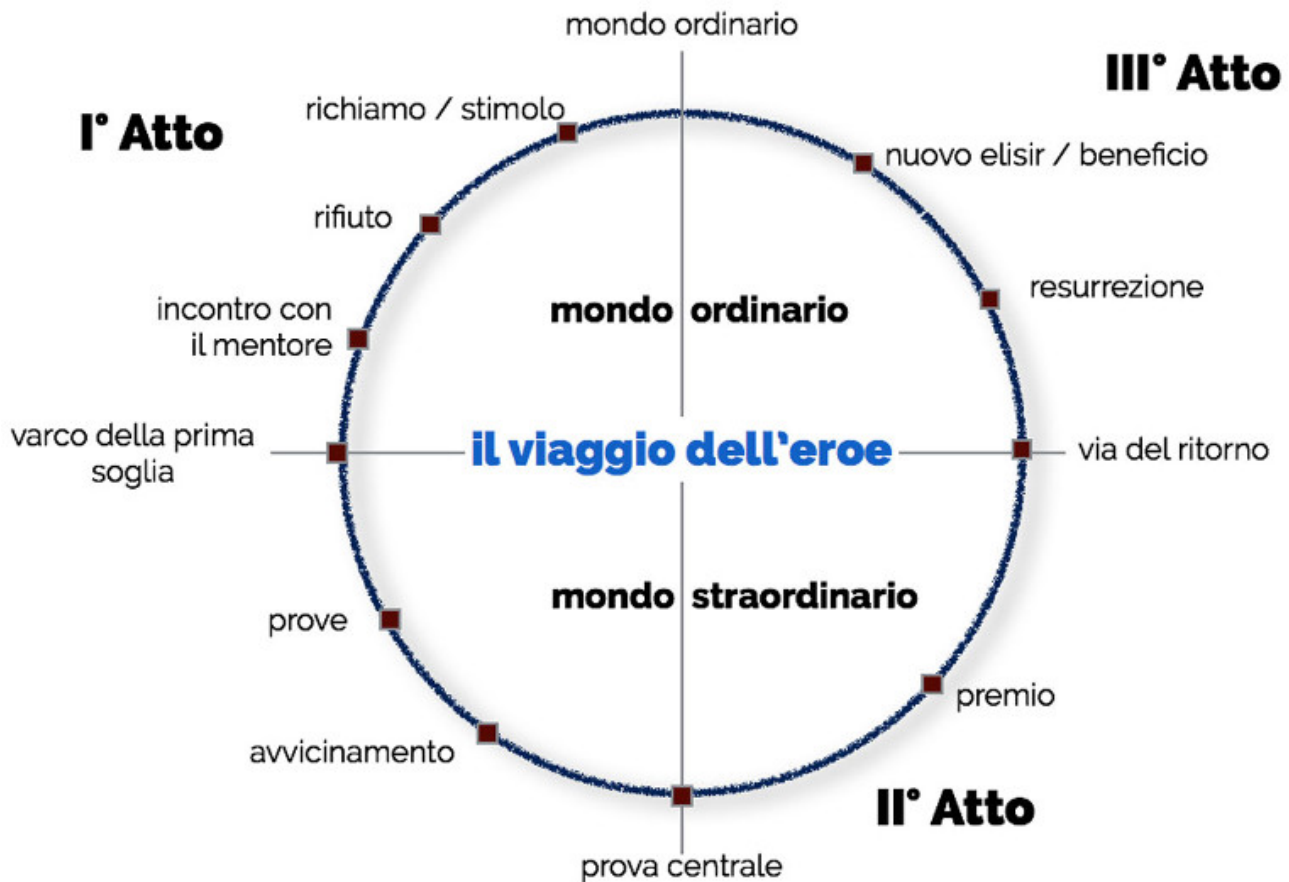 mondo ordinario
III° Atto
I° Atto
richiamo / stimolo
nuovo elisir / beneficio
rifiuto
resurrezione
incontro con
il mentore
mondo ordinario
varco della prima
soglia
il viaggio dell'eroe
via del ritorno
mondo straordinario
prove
premio
avvicinamento
II° Atto
prova centrale